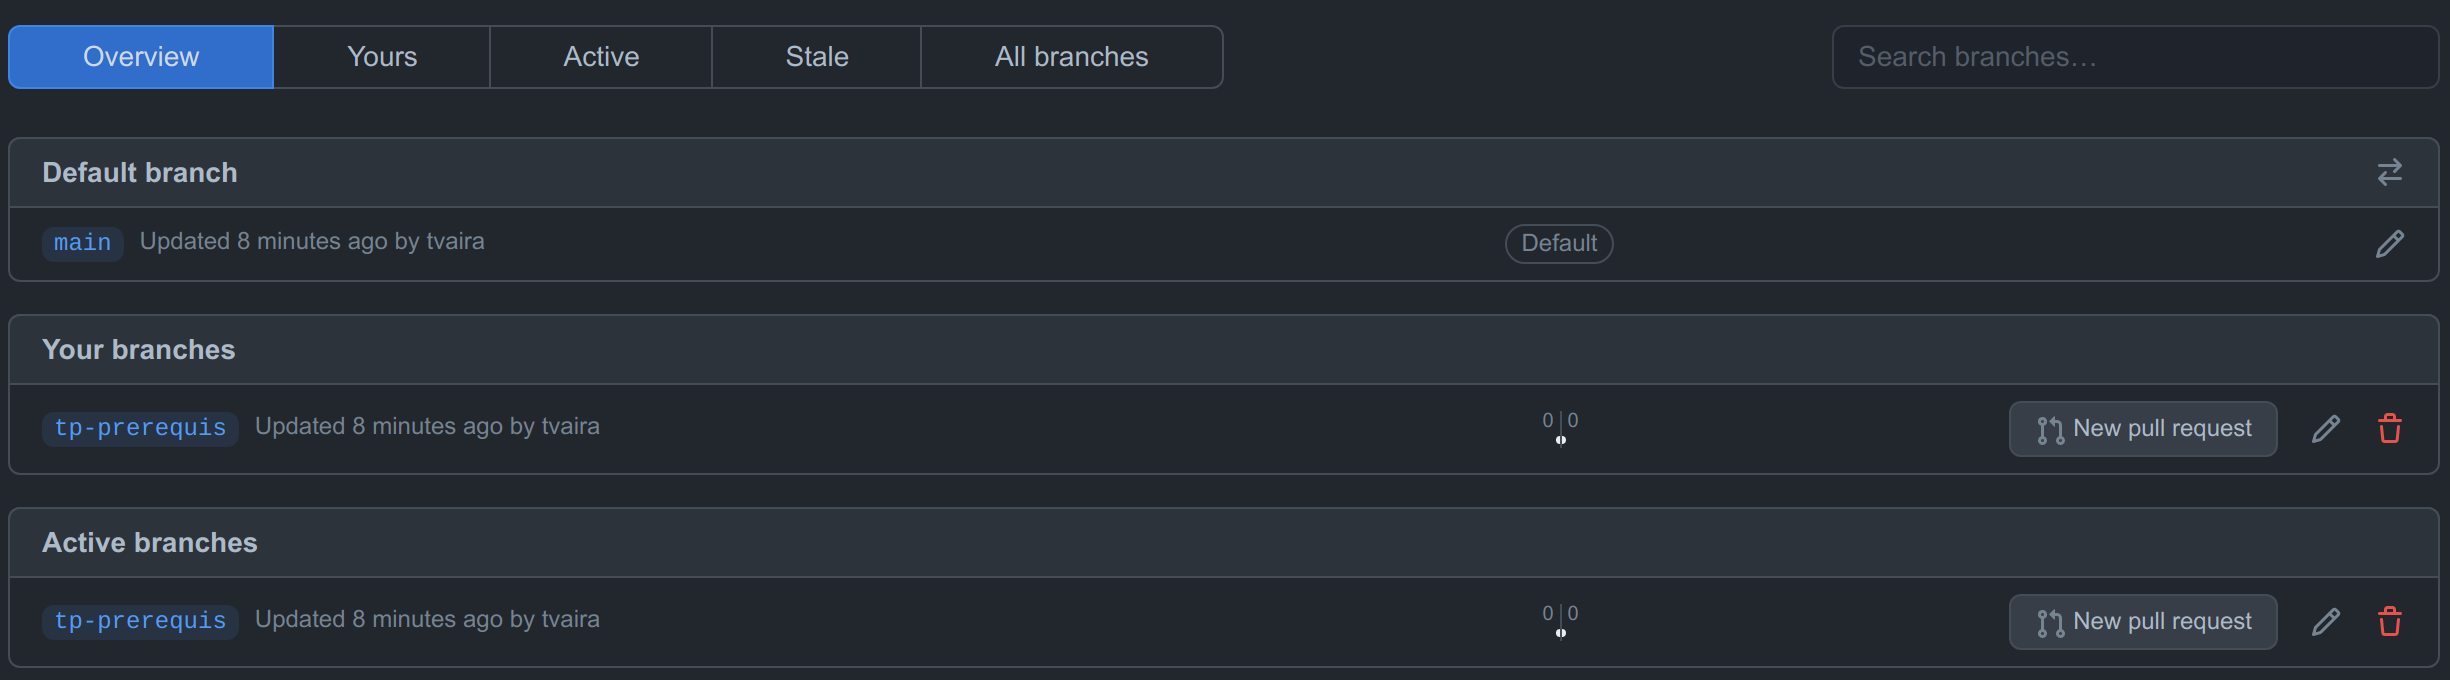 Overview Yours Active Stale All branches Search branches…
Default branch
main Updated 8 minutes ago by tvaira Default
Your branches
tp-prerequis Updated 8 minutes ago by tvaira 0 0 New pull request
Active branches
tp-prerequis Updated 8 minutes ago by tvaira 0 0 New pull request